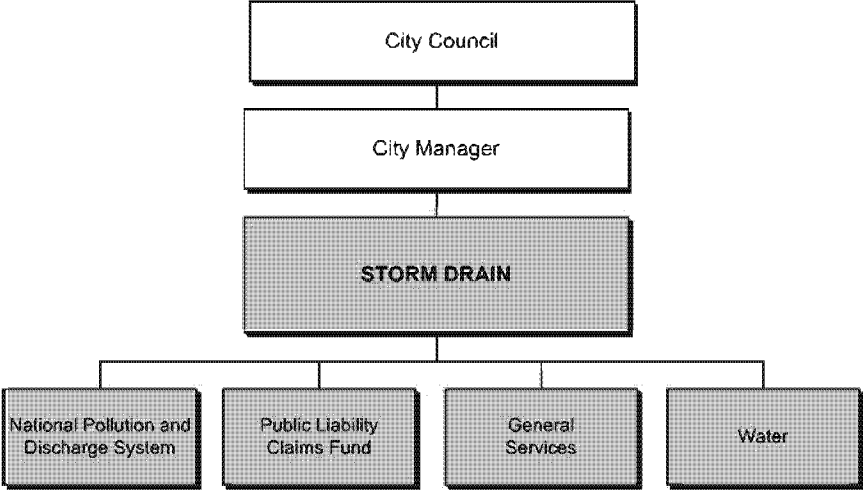 City Council
City Manager
STORM DRAIN
National Pollution and
Discharge System
Public Liability
Claims Fund
General
Services
Water